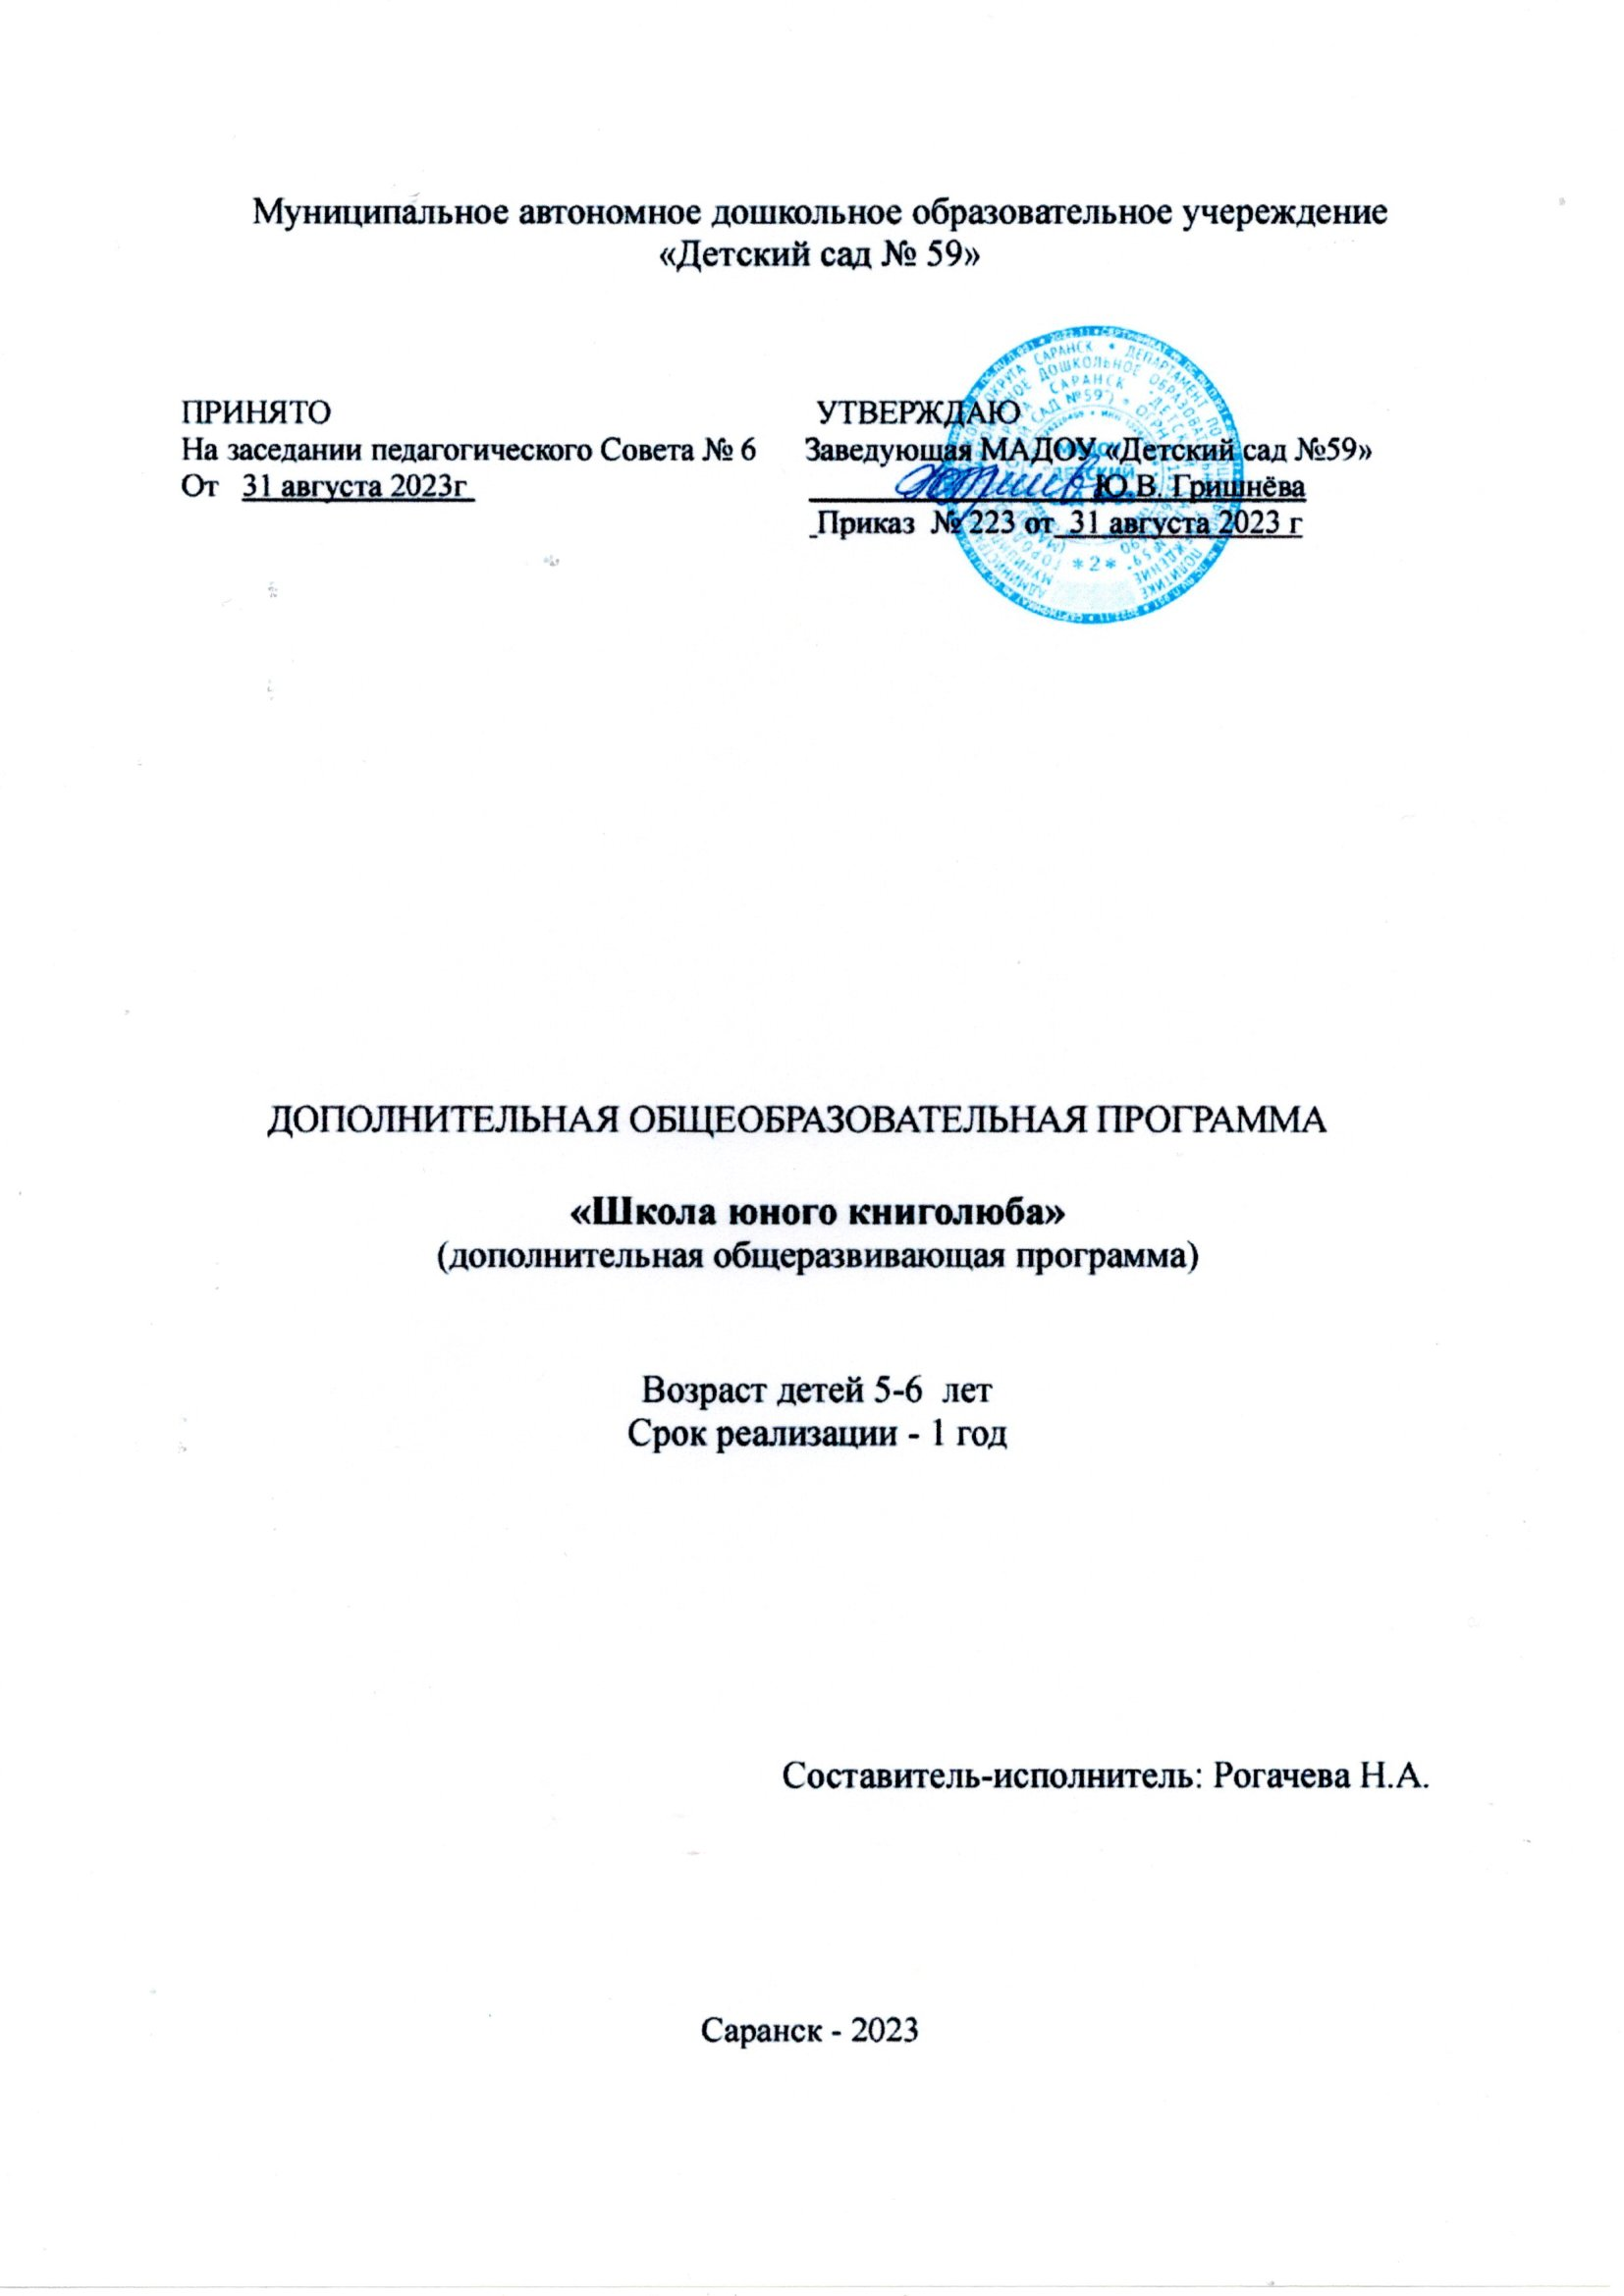 Муниципальное автономное дошкольное образовательное учереждение
«Детский сад № 59»
ПРИНЯТО
На заседании педагогического Совета № 6
От 31 августа 2023г
УТВЕРЖДАЮ
Заведующая МАДОУ «Детский сад №59»
Ю.В. Гришнёва
Приказ № 223 от 31 августа 2023 г
ДОПОЛНИТЕЛЬНАЯ ОБЩЕОБРАЗОВАТЕЛЬНАЯ ПРОГРАММА
«Школа юного книголюба»
(дополнительная общеразвивающая программа)
Возраст детей 5-6 лет
Срок реализации - 1 год
Составитель-исполнитель: Рогачева Н.А.
Саранск - 2023